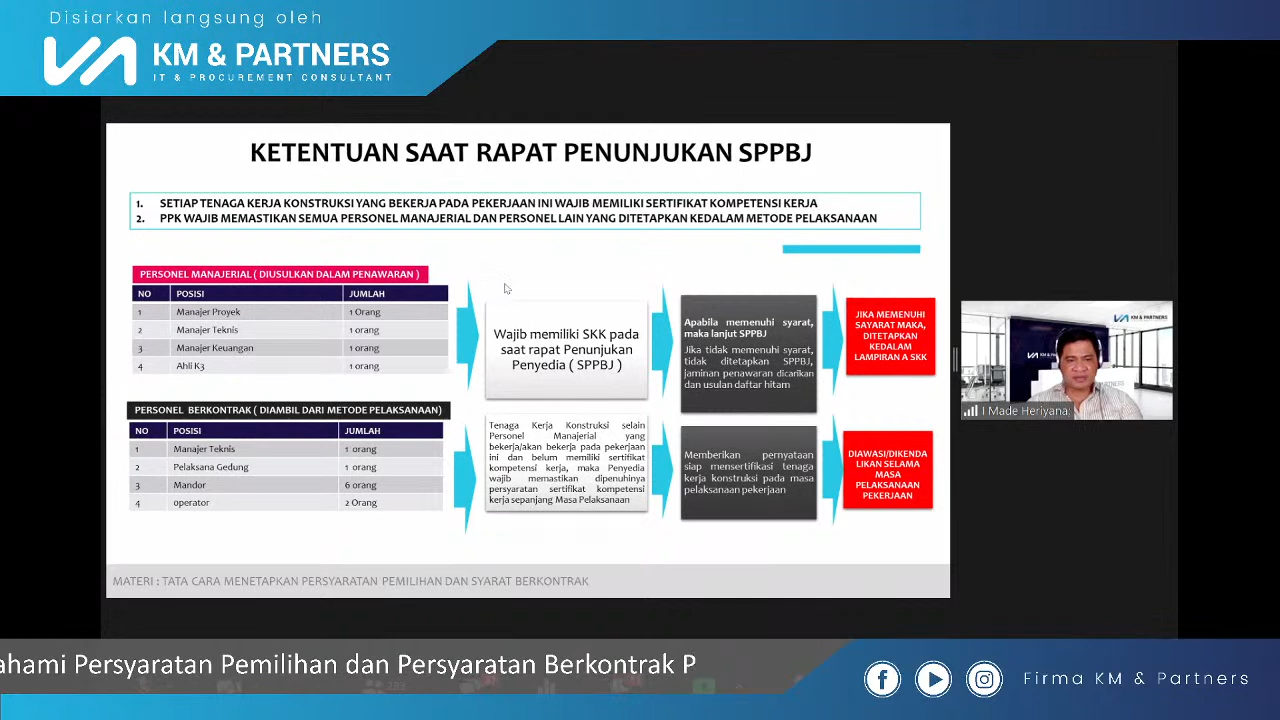 Disiarkan langsung oleh
KM & PARTNERS
IT & PROCUREMENT CONSULTANT
KETENTUAN SAAT RAPAT PENUNJUKAN SPPBJ
1. SETIAP TENAGA KERJA KONSTRUKSI YANG BEKERJA PADA PEKERJAAN INI WAJIB MEMILIKI SERTIFIKAT KOMPETENSI KERJA
2. PPK WAJIB MEMASTIKAN SEMUA PERSONEL MANAJERIAL DAN PERSONEL LAIN YANG DITETAPKAN KEDALAM METODE PELAKSANAAN
PERSONEL MANAJERIAL ( DIUSULKAN DALAM PENAWARAN )
NO POSISI JUMLAH
1 Manajer Proyek 1 Orang
2 Manajer Teknis 1 orang
3 Manajer Keuangan 1 orang
4 Ahli K3 1 orang
Wajib memiliki SKK pada
saat rapat Penunjukan
Penyedia ( SPPBJ )
Apabila memenuhi syarat,
maka lanjut SPPBJ
Jika tidak memenuhi syarat,
tidak ditetapkan SPPBJ,
jaminan penawaran dicarikan
dan usulan daftar hitam
JIKA MEMENUHI
SAYARAT MAKA,
DITETAPKAN
KEDALAM
LAMPIRAN A SKK
PERSONEL BERKONTRAK ( DIAMBIL DARI METODE PELAKSANAAN)
NO POSISI JUMLAH
1 Manajer Teknis 1 orang
2 Pelaksana Gedung 1 orang
3 Mandor 6 orang
4 operator 2 Orang
Tenaga Kerja Konstruksi selain
Personel Manajerial yang
bekerja/akan bekerja pada pekerjaan
ini dan belum memiliki sertifikat
kompetensi kerja, maka Penyedia
wajib memastikan dipenuhinya
persyaratan sertifikat kompetensi
kerja sepanjang Masa Pelaksanaan
Memberikan pernyataan
siap mensertifikasi tenaga
kerja konstruksi pada masa
pelaksanaan pekerjaan
DIAWASI/DIKENDA
LIKAN SELAMA
MASA
PELAKSANAAN
PEKERJAAN
MATERI : TATA CARA MENETAPKAN PERSYARATAN PEMILIHAN DAN SYARAT BERKONTRAK
KM & PARTNERS
I Made Heriyana:
ahami Persyaratan Pemilihan dan Persyaratan Berkontrak P
Firma KM & Partners